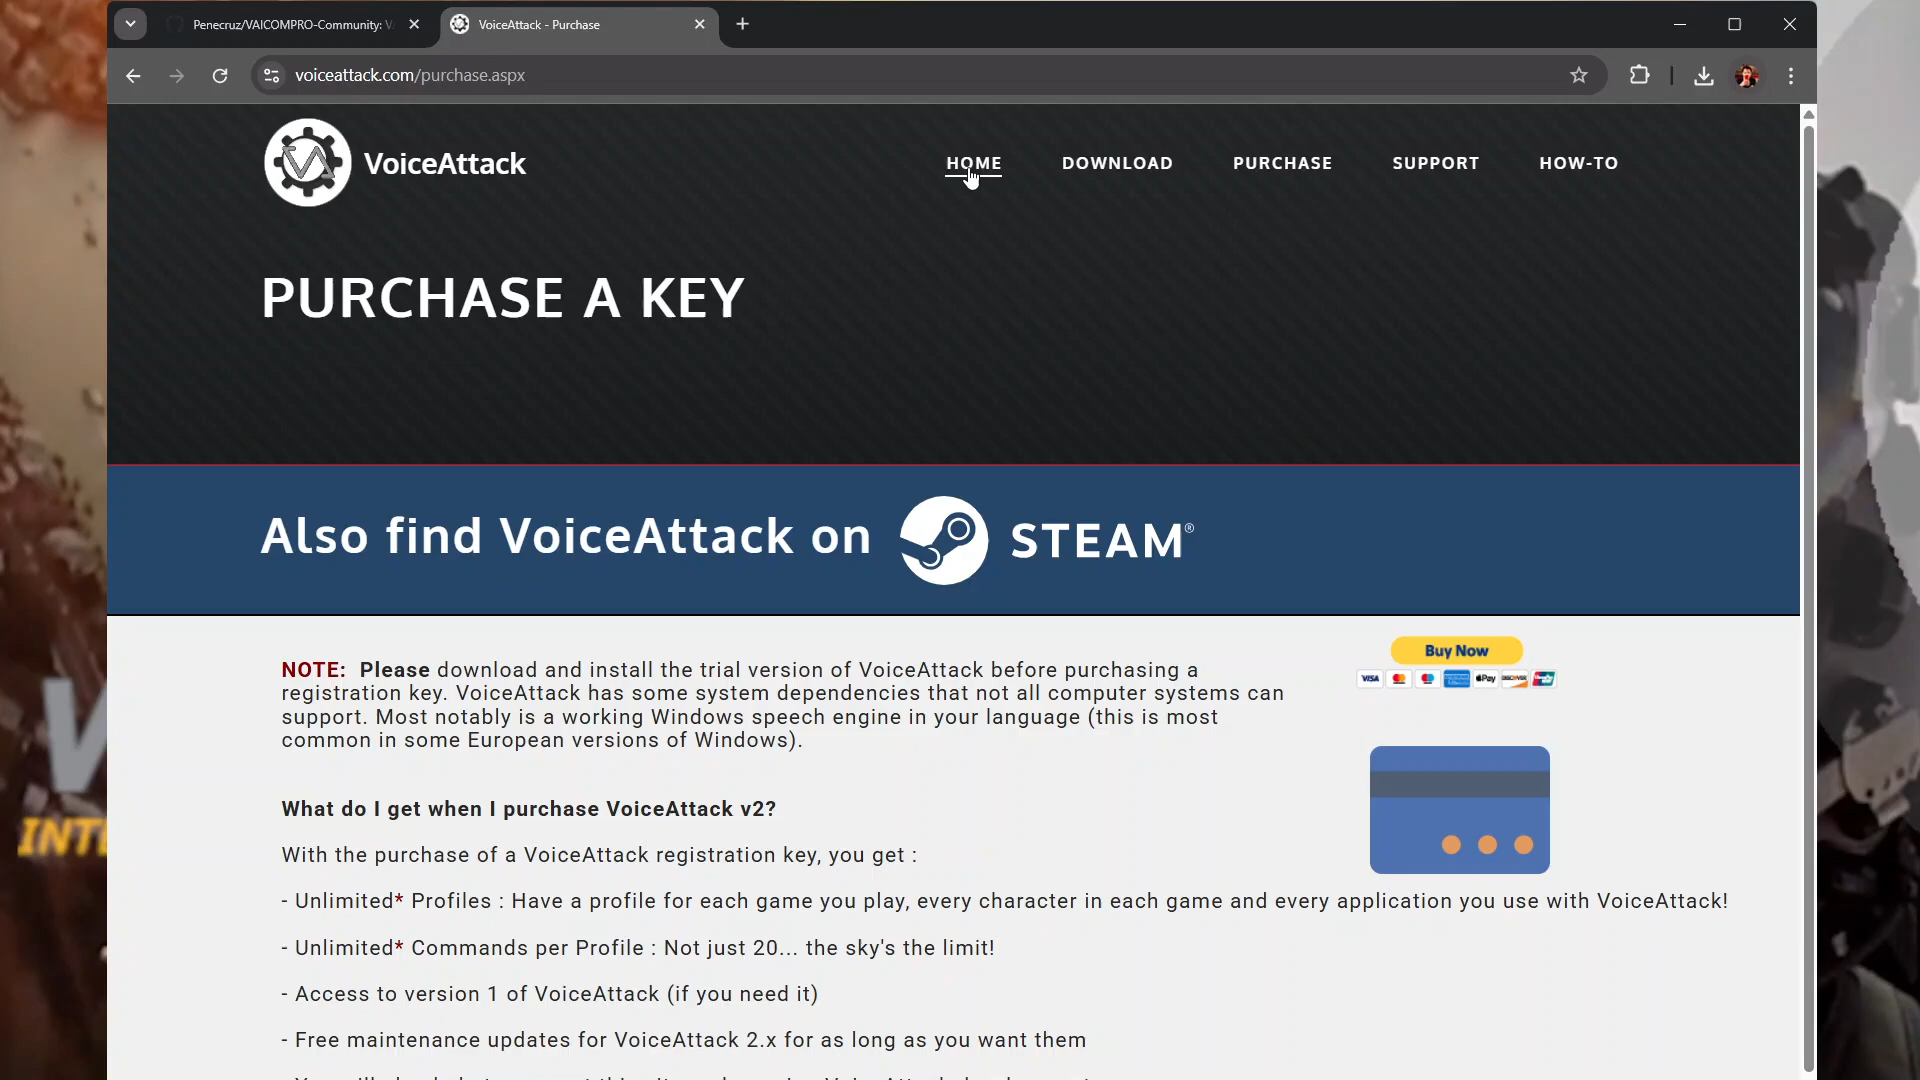 Penecruz/VAICOMPRO-Community: V
VoiceAttack - Purchase
voiceattack.com/purchase.aspx
VoiceAttack
HOME
DOWNLOAD
PURCHASE
SUPPORT
HOW-TO
PURCHASE A KEY
Also find VoiceAttack on STEAM®
NOTE: Please download and install the trial version of VoiceAttack before purchasing a
registration key. VoiceAttack has some system dependencies that not all computer systems can
support. Most notably is a working Windows speech engine in your language (this is most
common in some European versions of Windows).
Buy Now
VISA
Pay
DISCOVER
What do I get when I purchase VoiceAttack v2?
With the purchase of a VoiceAttack registration key, you get :
- Unlimited* Profiles : Have a profile for each game you play, every character in each game and every application you use with VoiceAttack!
- Unlimited* Commands per Profile : Not just 20... the sky's the limit!
- Access to version 1 of VoiceAttack (if you need it)
- Free maintenance updates for VoiceAttack 2.x for as long as you want them
INTE